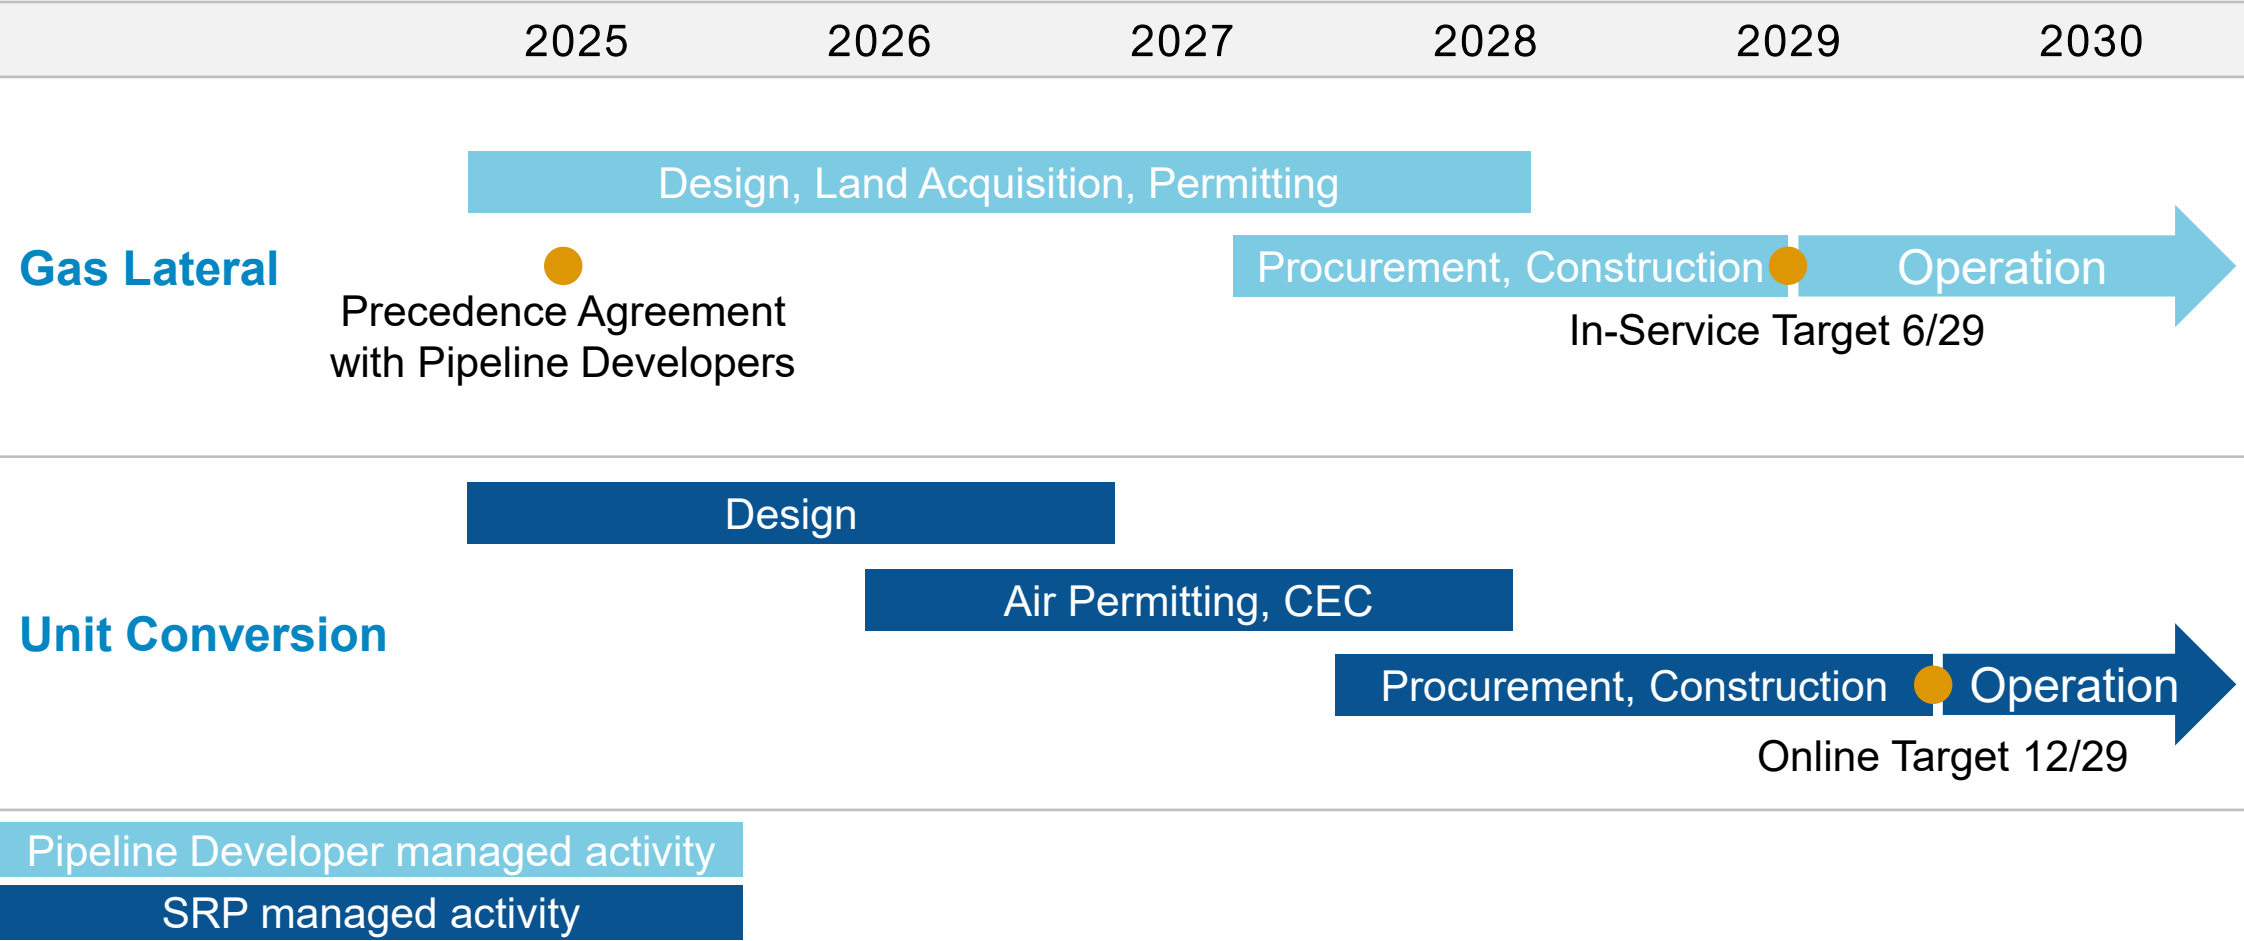 2025 2026 2027 2028 2029 2030
Design, Land Acquisition, Permitting
Gas Lateral
Procurement, Construction
Operation
Precedence Agreement
with Pipeline Developers
In-Service Target 6/29
Design
Air Permitting, CEC
Unit Conversion
Procurement, Construction
Operation
Online Target 12/29
Pipeline Developer managed activity
SRP managed activity